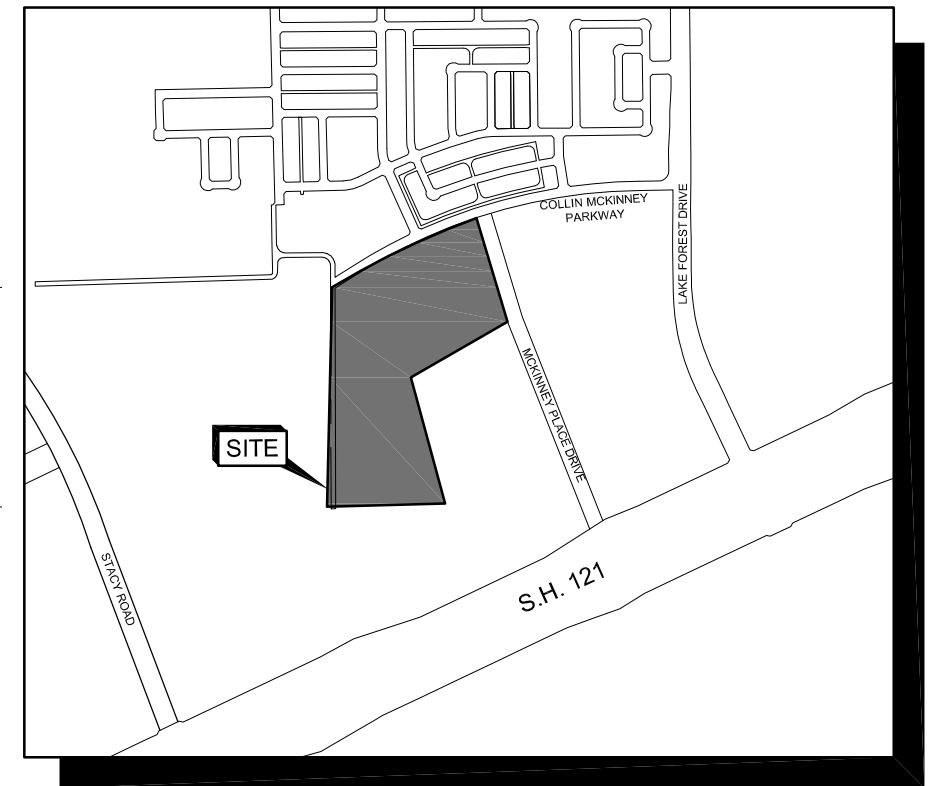 COLLIN MCKINNEY
PARKWAY
LAKE FOREST DRIVE
MCKINNEY PLACE DRIVE
SITE
STACY ROAD
S.H. 121